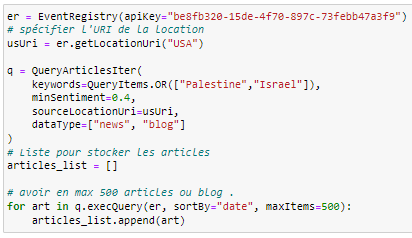 er = EventRegistry(apiKey="be8fb320-15de-4f70-897c-73febb47a3f9")
# spécifier l'URI de la location
usUri = er.getLocationUri("USA")
q = QueryArticlesIter(
    keywords=QueryItems.OR(["Palestine","Israel"]),
    minSentiment=0.4,
    sourceLocationUri=usUri,
    dataType=["news", "blog"]
)
# Liste pour stocker les articles
articles_list = []
# avoir en max 500 articles ou blog .
for art in q.execQuery(er, sortBy="date", maxItems=500):
    articles_list.append(art)